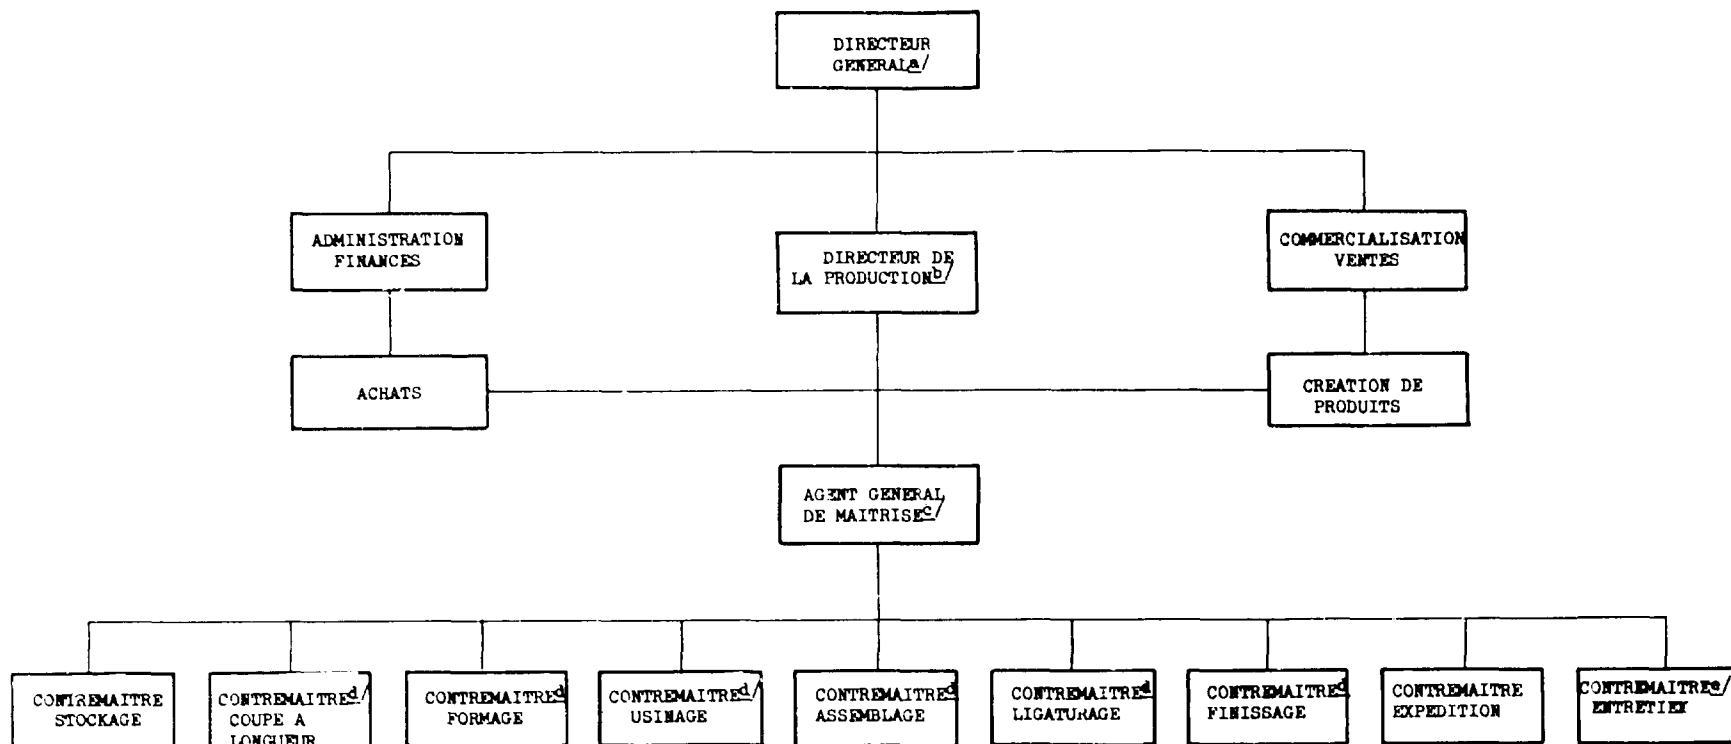 DIRECTEUR
GENERALa/
ADMINISTRATION
FINANCES
DIRECTEUR DE
LA PRODUCTIONb/
COMMERCIALISATION
VENTES
ACHATS
CREATION DE
PRODUITS
AGENT GENERAL
DE MAITRISEc/
CONTREMAITRE
STOCKAGE
CONTREMAITREd/
COUPE A
LONGUEUR
CONTREMAITREd
FORMAGE
CONTREMAITREd/
USINAGE
CONTREMAITREd
ASSEMBLAGE
CONTREMAITREd
LIGATURAGE
CONTREMAITREd
FINISSAGE
CONTREMAITRE
EXPEDITION
CONTREMAITREe/
ENTRETIEN